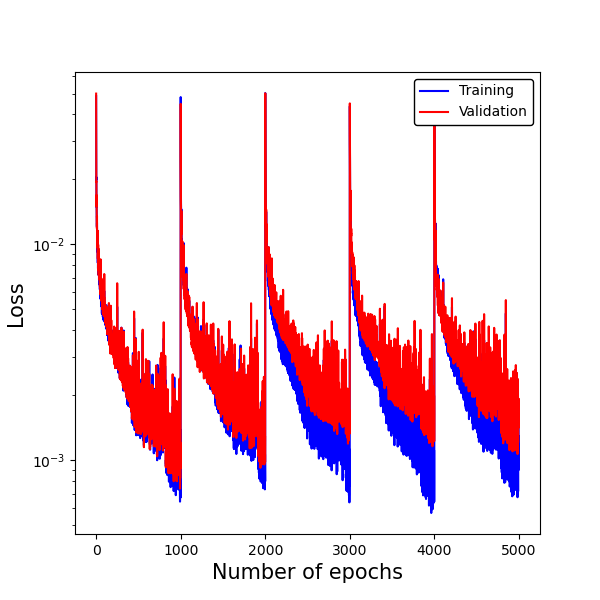 Training
Validation
Loss
10⁻²
10⁻³
0 1000 2000 3000 4000 5000
Number of epochs